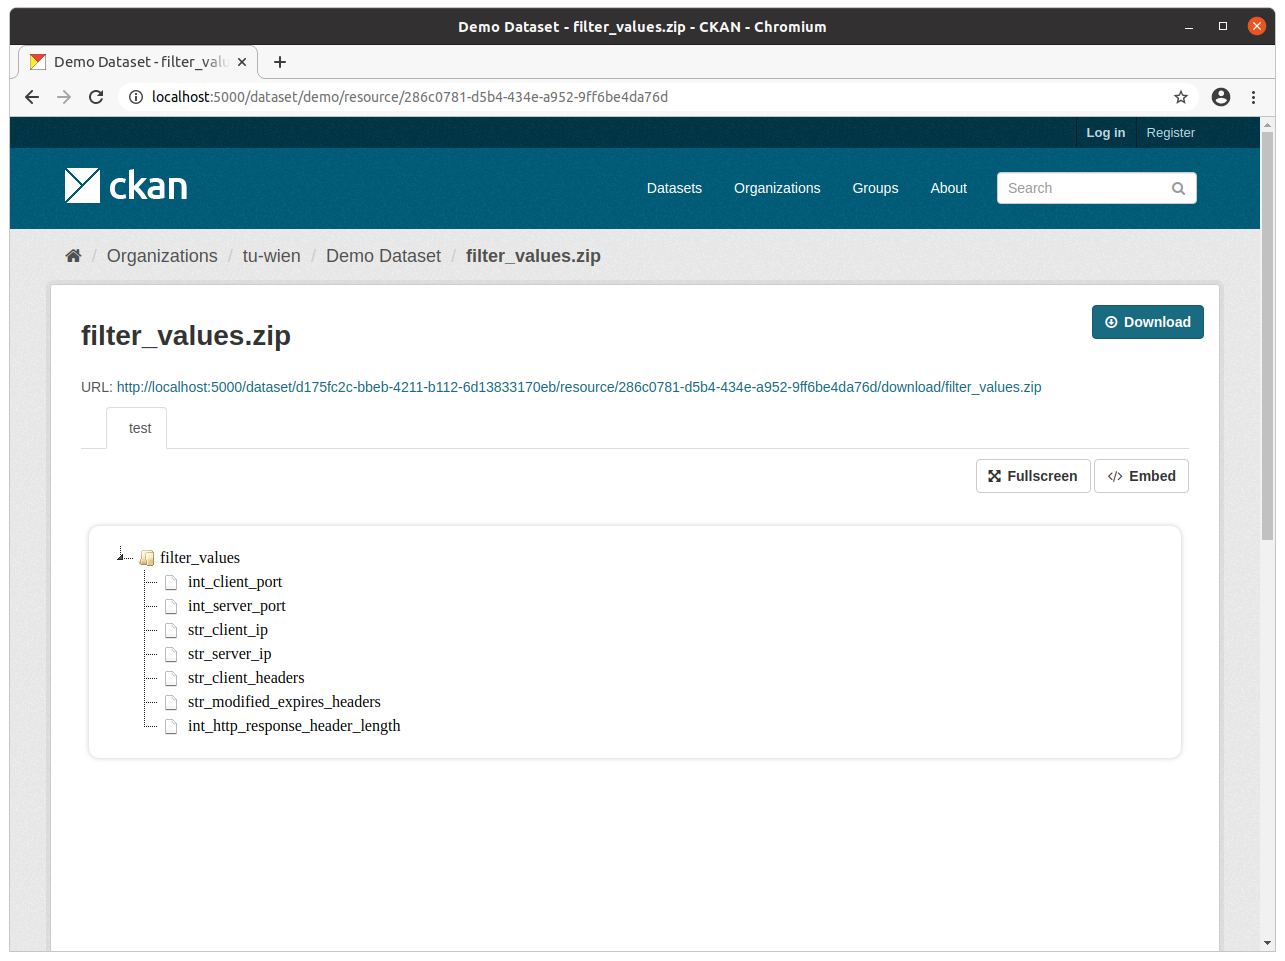 Demo Dataset - filter_values.zip - CKAN - Chromium
Demo Dataset - filter_valu
localhost:5000/dataset/demo/resource/286c0781-d5b4-434e-a952-9ff6be4da76d
Log in Register
ckan Datasets Organizations Groups About Search
/ Organizations / tu-wien / Demo Dataset / filter_values.zip
Download
filter_values.zip
URL: http://localhost:5000/dataset/d175fc2c-bbeb-4211-b112-6d13833170eb/resource/286c0781-d5b4-434e-a952-9ff6be4da76d/download/filter_values.zip
test
Fullscreen </> Embed
filter_values
int_client_port
int_server_port
str_client_ip
str_server_ip
str_client_headers
str_modified_expires_headers
int_http_response_header_length